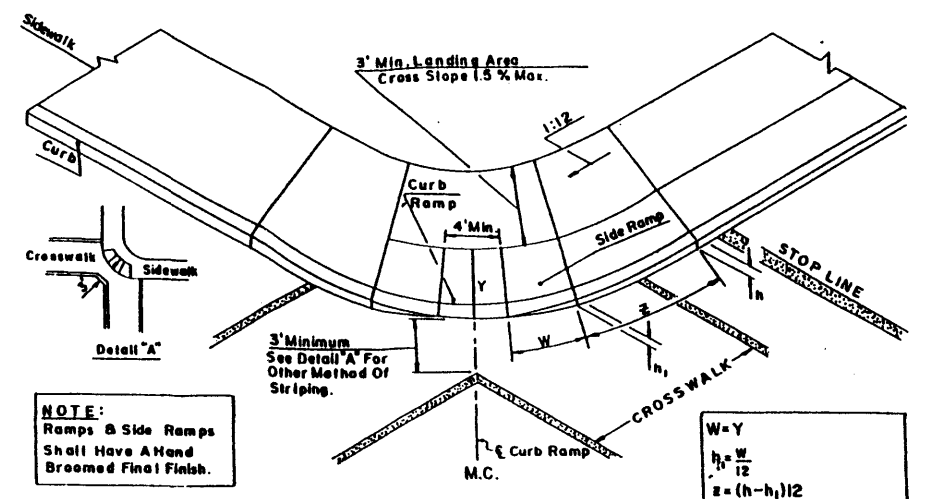 Sidewalk
3' Min. Landing Area
Cross Slope 1.5 % Max.
1:12
Curb
Curb
Ramp
4' Min.
Side Ramp
Crosswalk
Sidewalk
3'
Y
STOP LINE
h
Z
W
h₁
Detail "A"
3' Minimum
See Detail "A" For
Other Method Of
Striping.
CROSSWALK
NOTE:
Ramps & Side Ramps
Shall Have A Hand
Broomed Final Finish.
℄ Curb Ramp
M.C.
W=Y
h₁=W/12
z=(h-h₁)12